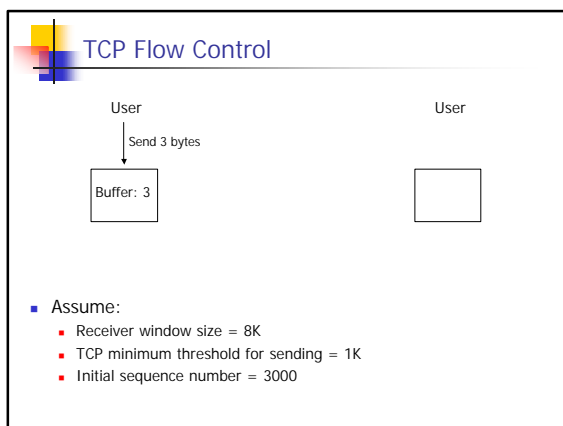 TCP Flow Control
User
User
Send 3 bytes
Buffer: 3
Assume:
Receiver window size = 8K
TCP minimum threshold for sending = 1K
Initial sequence number = 3000